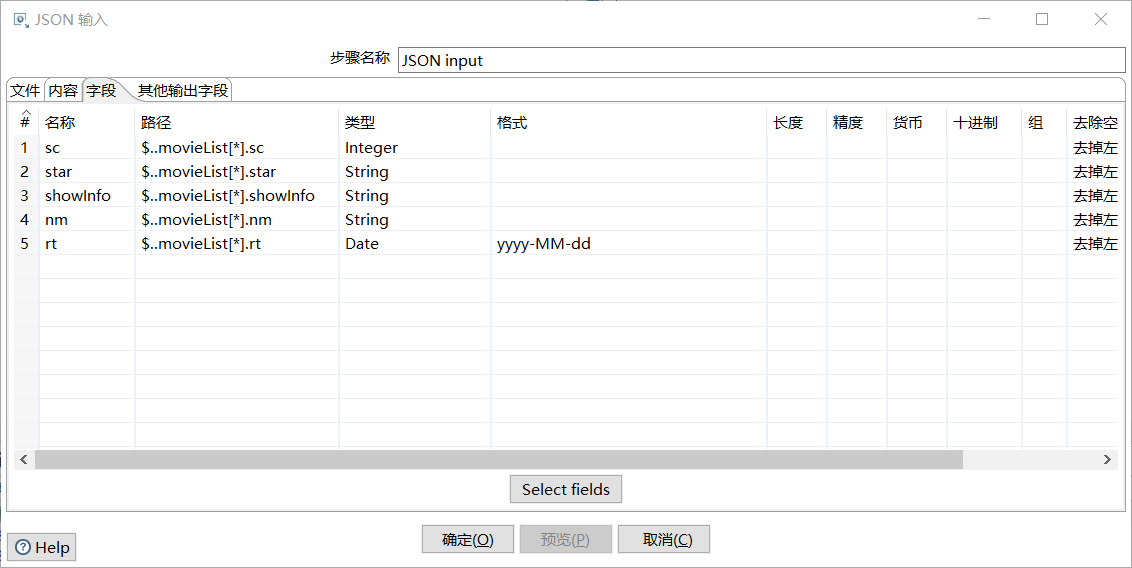 JSON 输入
步骤名称 JSON input
文件 内容 字段 其他输出字段
# 名称 路径 类型 格式 长度 精度 货币 十进制 组 去除空
1 sc $..movieList[*].sc Integer 去掉左
2 star $..movieList[*].star String 去掉左
3 showInfo $..movieList[*].showInfo String 去掉左
4 nm $..movieList[*].nm String 去掉左
5 rt $..movieList[*].rt Date yyyy-MM-dd 去掉左
Select fields
Help 确定(O) 预览(P) 取消(C)